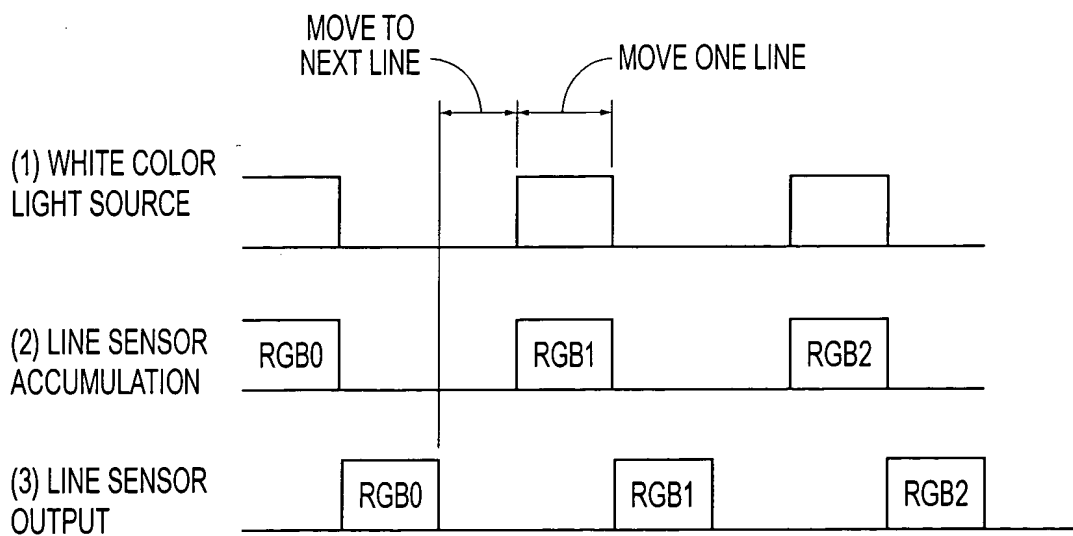 MOVE TO
NEXT LINE
MOVE ONE LINE
(1) WHITE COLOR
LIGHT SOURCE
(2) LINE SENSOR
ACCUMULATION
RGB0
RGB1
RGB2
(3) LINE SENSOR
OUTPUT
RGB0
RGB1
RGB2